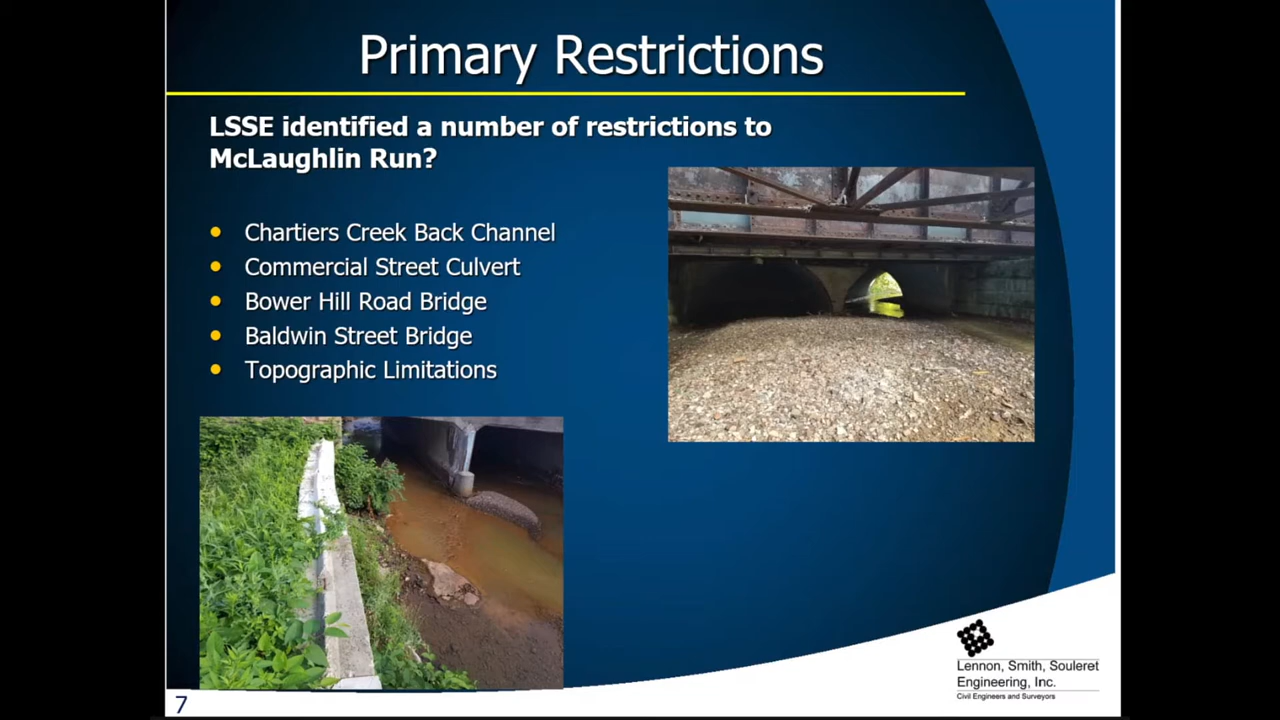 Primary Restrictions
LSSE identified a number of restrictions to
McLaughlin Run?
Chartiers Creek Back Channel
Commercial Street Culvert
Bower Hill Road Bridge
Baldwin Street Bridge
Topographic Limitations
Lennon, Smith, Souleret
Engineering, Inc.
Civil Engineers and Surveyors
7